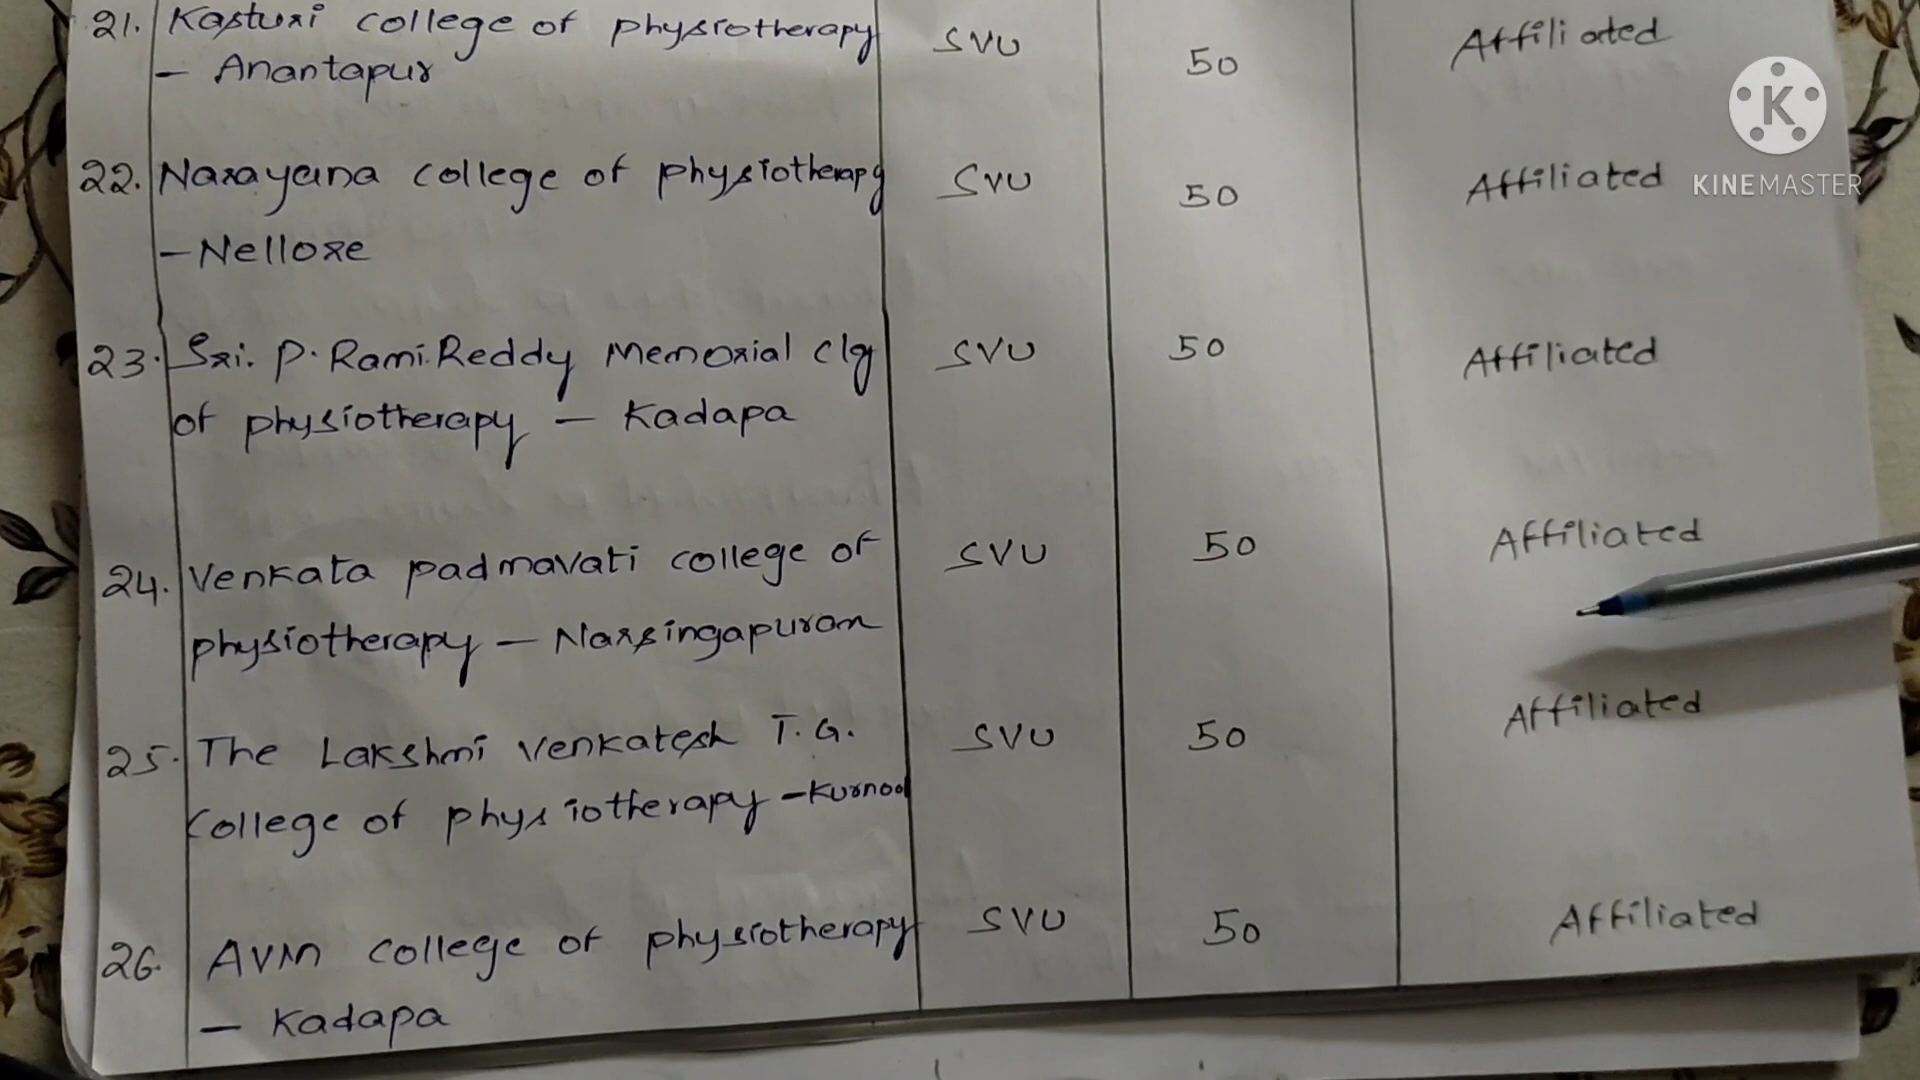 21. Kasturi college of physiotherapy SVU 50 Affiliated
- Anantapur
22. Narayana college of physiotherapy SVU 50 Affiliated
- Nellore
23. Sri. P. Rami Reddy Memorial clg SVU 50 Affiliated
of physiotherapy - Kadapa
24. Venkata padmavati college of SVU 50 Affiliated
physiotherapy - Narsingapuram
25. The Lakshmi Venkatesh T.G. SVU 50 Affiliated
College of physiotherapy - Kurnool
26. AVM college of physiotherapy SVU 50 Affiliated
- Kadapa
K
KINEMASTER